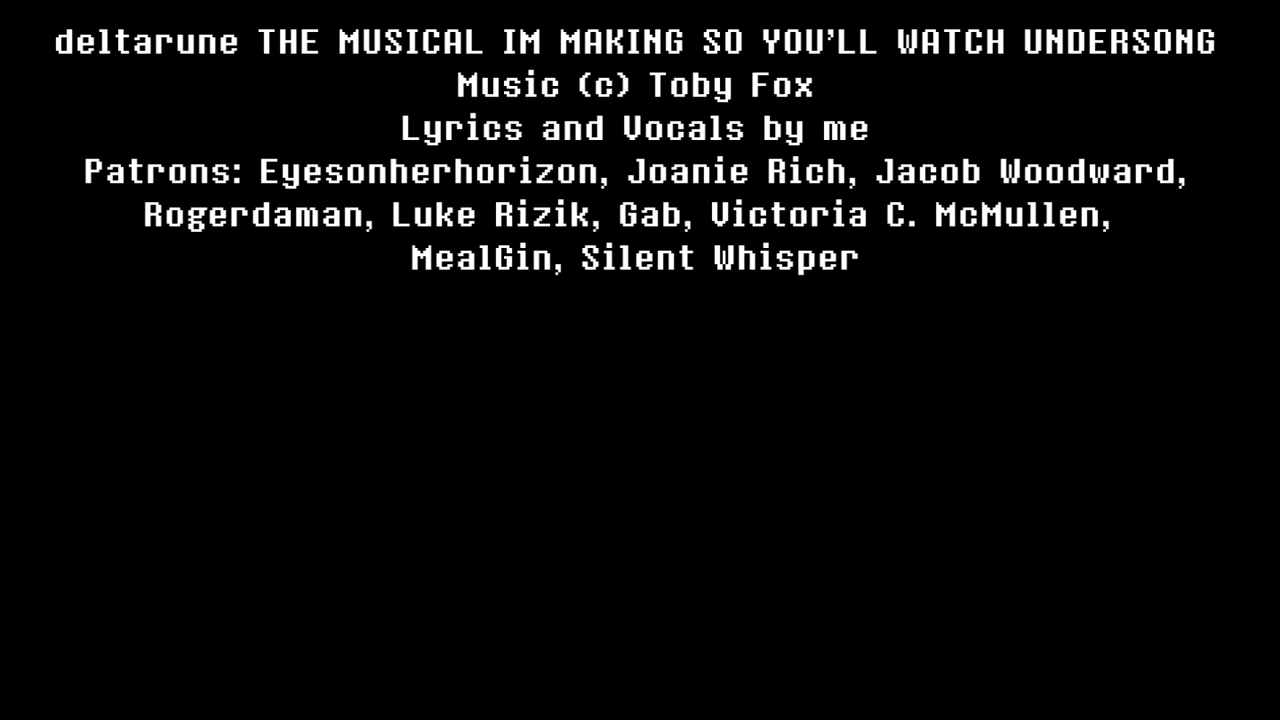 deltarune THE MUSICAL IM MAKING SO YOU'LL WATCH UNDERSONG
Music (c) Toby Fox
Lyrics and Vocals by me
Patrons: Eyesonherhorizon, Joanie Rich, Jacob Woodward,
Rogerdaman, Luke Rizik, Gab, Victoria C. McMullen,
MealGin, Silent Whisper